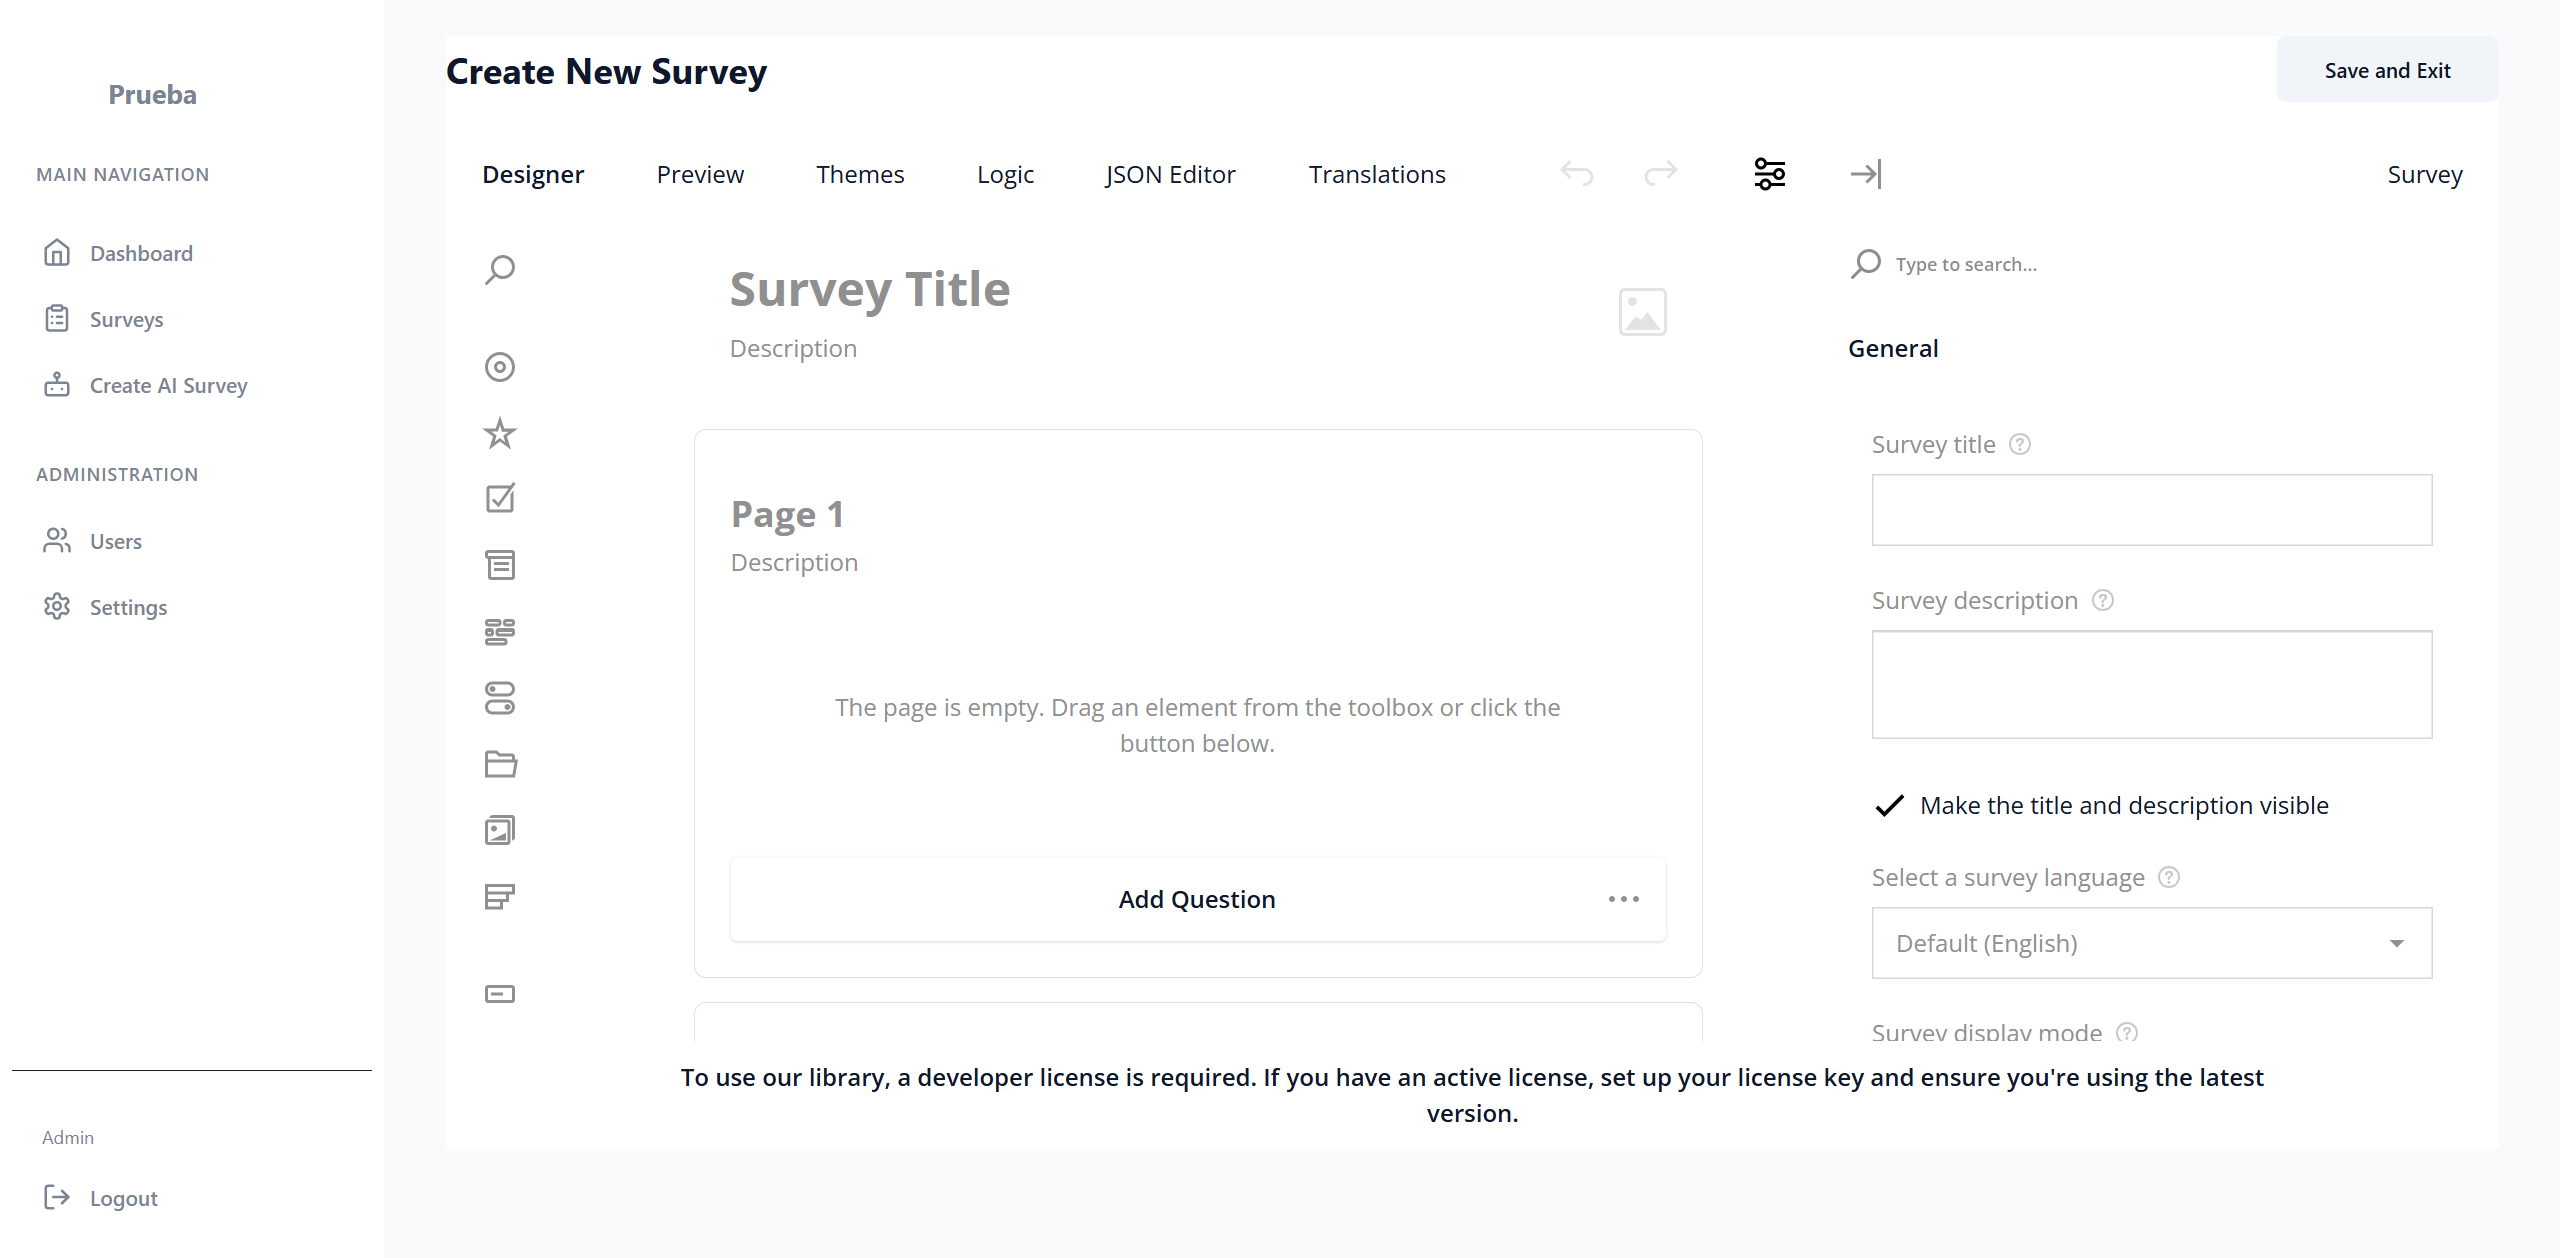 Prueba
MAIN NAVIGATION
Dashboard
Surveys
Create AI Survey
ADMINISTRATION
Users
Settings
Admin
Logout
Create New Survey
Save and Exit
Designer
Preview
Themes
Logic
JSON Editor
Translations
Survey
Survey Title
Description
Page 1
Description
The page is empty. Drag an element from the toolbox or click the
button below.
Add Question
Type to search...
General
Survey title
Survey description
Make the title and description visible
Select a survey language
Default (English)
Survey display mode
To use our library, a developer license is required. If you have an active license, set up your license key and ensure you're using the latest
version.